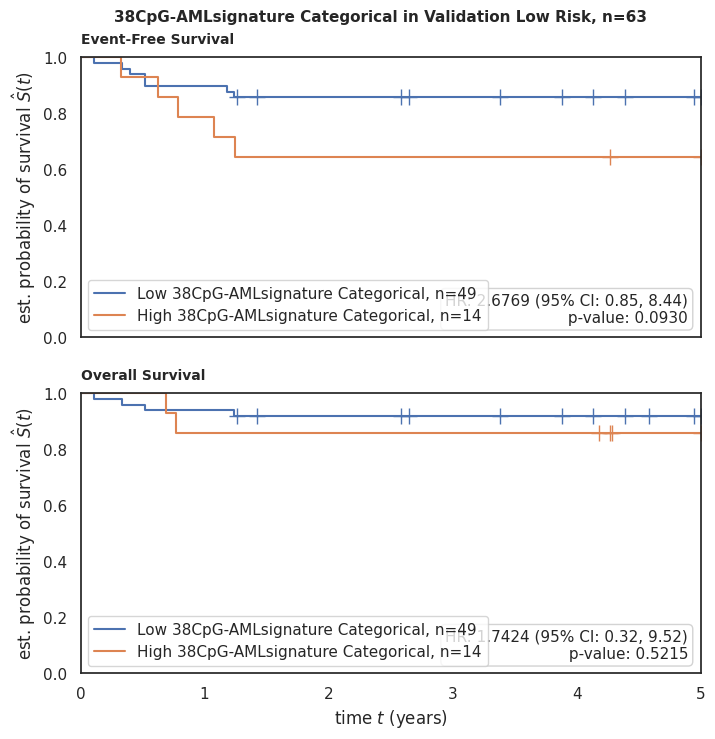 38CpG-AMLsignature Categorical in Validation Low Risk, n=63
Event-Free Survival
est. probability of survival $\hat{S}(t)$
1.0
0.8
0.6
0.4
0.2
0.0
Low 38CpG-AMLsignature Categorical, n=49
High 38CpG-AMLsignature Categorical, n=14
HR: 2.6769 (95% CI: 0.85, 8.44)
p-value: 0.0930
Overall Survival
est. probability of survival $\hat{S}(t)$
1.0
0.8
0.6
0.4
0.2
0.0
Low 38CpG-AMLsignature Categorical, n=49
High 38CpG-AMLsignature Categorical, n=14
HR: 1.7424 (95% CI: 0.32, 9.52)
p-value: 0.5215
0 1 2 3 4 5
time t (years)